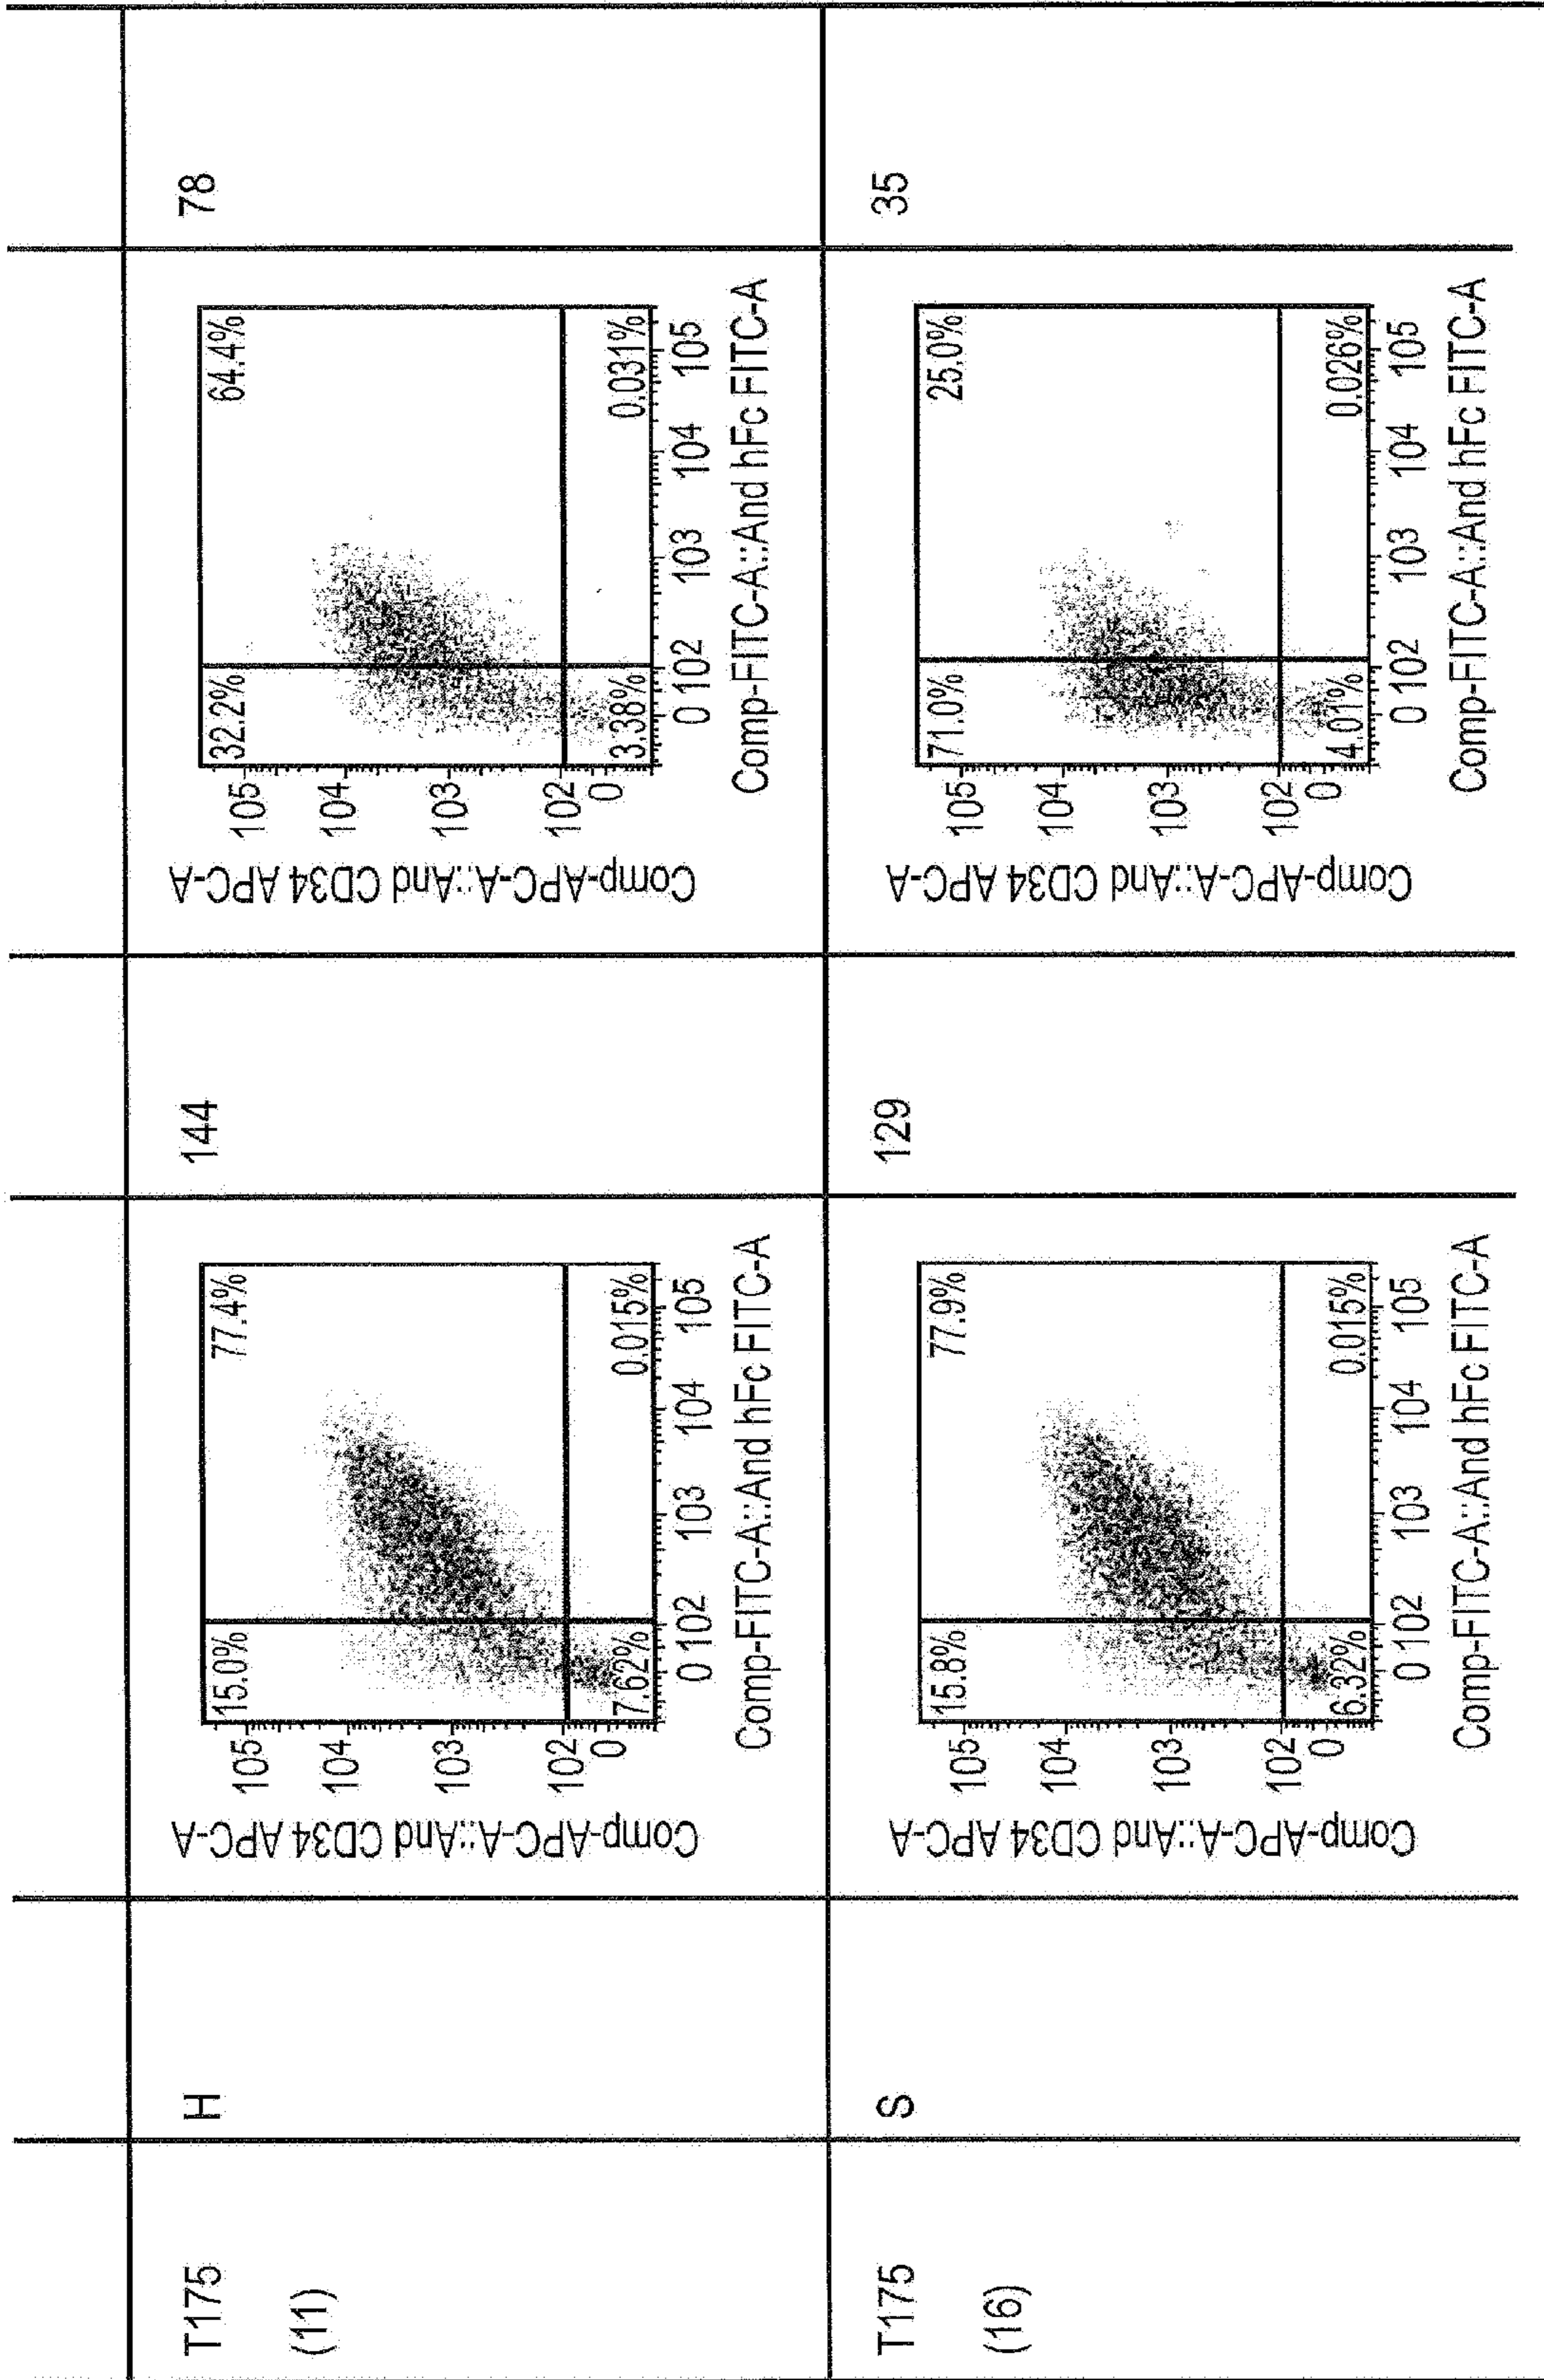 T175
(11)
H
Comp-APC-A::And CD34 APC-A
105
104
103
102
0
15.0%
77.4%
7.62%
0.015%
0 102 103 104 105
Comp-FITC-A::And hFc FITC-A
144
Comp-APC-A::And CD34 APC-A
105
104
103
102
0
32.2%
64.4%
3.38%
0.031%
0 102 103 104 105
Comp-FITC-A::And hFc FITC-A
78
T175
(16)
S
Comp-APC-A::And CD34 APC-A
105
104
103
102
0
15.8%
77.9%
6.32%
0.015%
0 102 103 104 105
Comp-FITC-A::And hFc FITC-A
129
Comp-APC-A::And CD34 APC-A
105
104
103
102
0
71.0%
25.0%
4.01%
0.026%
0 102 103 104 105
Comp-FITC-A::And hFc FITC-A
35